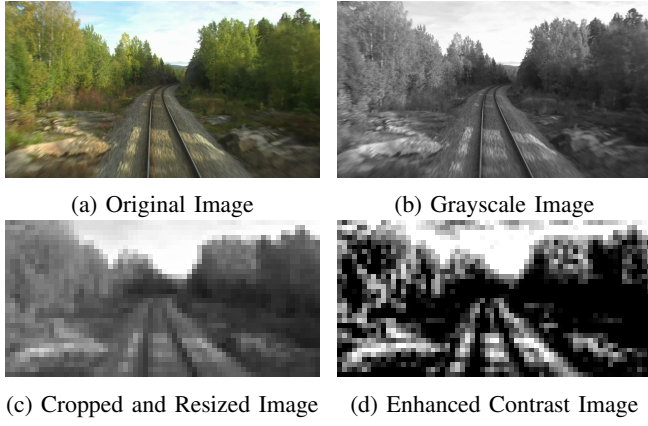 (a) Original Image
(b) Grayscale Image
(c) Cropped and Resized Image
(d) Enhanced Contrast Image